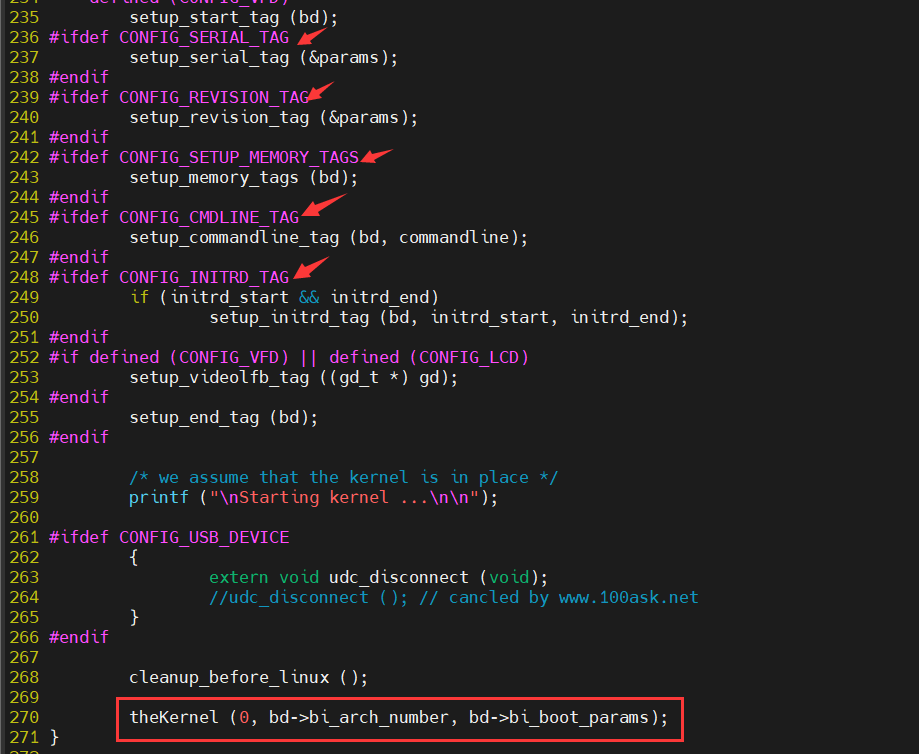 234     defined (CONFIG_VFD)
235         setup_start_tag (bd);
236 #ifdef CONFIG_SERIAL_TAG
237         setup_serial_tag (&params);
238 #endif
239 #ifdef CONFIG_REVISION_TAG
240         setup_revision_tag (&params);
241 #endif
242 #ifdef CONFIG_SETUP_MEMORY_TAGS
243         setup_memory_tags (bd);
244 #endif
245 #ifdef CONFIG_CMDLINE_TAG
246         setup_commandline_tag (bd, commandline);
247 #endif
248 #ifdef CONFIG_INITRD_TAG
249         if (initrd_start && initrd_end)
250                 setup_initrd_tag (bd, initrd_start, initrd_end);
251 #endif
252 #if defined (CONFIG_VFD) || defined (CONFIG_LCD)
253         setup_videolfb_tag ((gd_t *) gd);
254 #endif
255         setup_end_tag (bd);
256 #endif
257
258         /* we assume that the kernel is in place */
259         printf ("\nStarting kernel ...\n\n");
260
261 #ifdef CONFIG_USB_DEVICE
262         {
263                 extern void udc_disconnect (void);
264                 //udc_disconnect (); // cancled by www.100ask.net
265         }
266 #endif
267
268         cleanup_before_linux ();
269
270         theKernel (0, bd->bi_arch_number, bd->bi_boot_params);
271 }